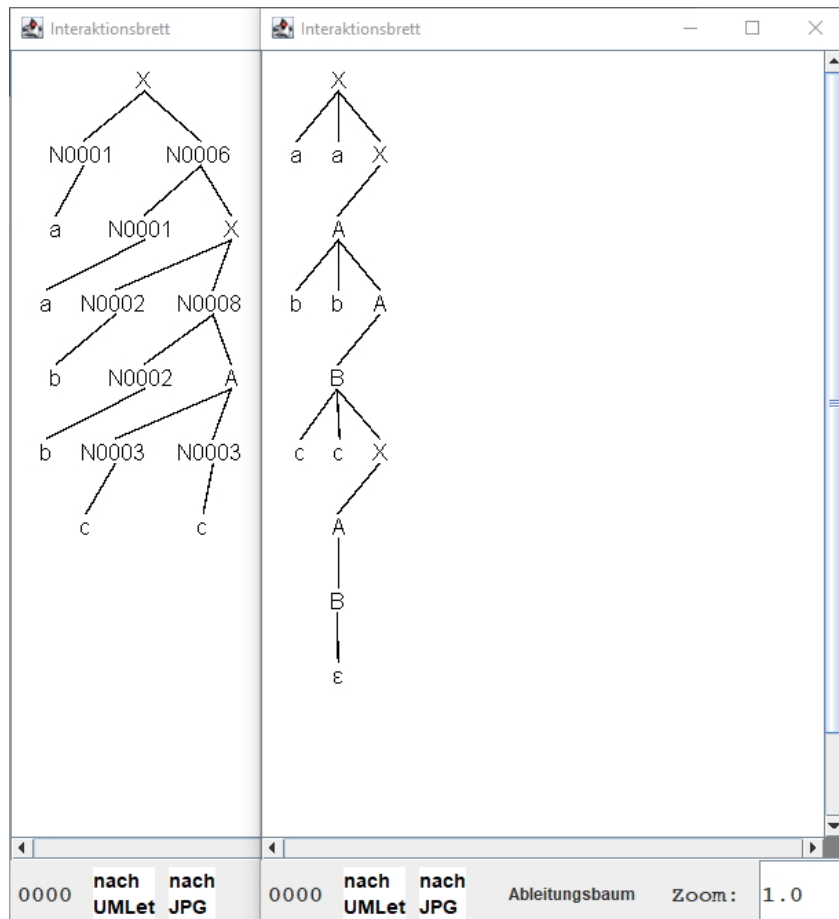 Interaktionsbrett
X
N0001 N0006
a N0001 X
a N0002 N0008
b N0002 A
b N0003 N0003
c c
0000 nach UMLet nach JPG
Interaktionsbrett
X
a a X
A
b b A
B
c c X
A
B
ε
0000 nach UMLet nach JPG Ableitungsbaum Zoom: 1.0